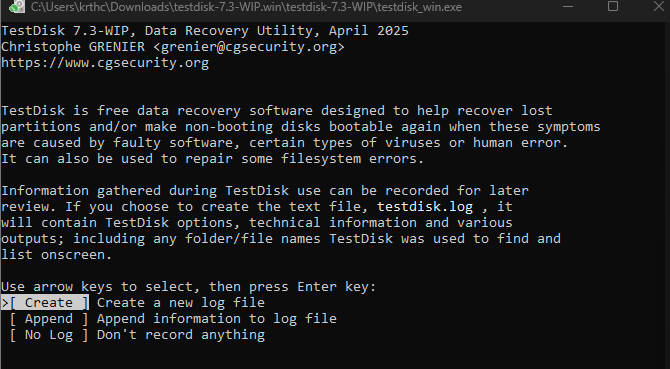 C:\Users\krthc\Downloads\testdisk-7.3-WIP.win\testdisk-7.3-WIP\testdisk_win.exe
TestDisk 7.3-WIP, Data Recovery Utility, April 2025
Christophe GRENIER <grenier@cgsecurity.org>
https://www.cgsecurity.org
TestDisk is free data recovery software designed to help recover lost
partitions and/or make non-booting disks bootable again when these symptoms
are caused by faulty software, certain types of viruses or human error.
It can also be used to repair some filesystem errors.
Information gathered during TestDisk use can be recorded for later
review. If you choose to create the text file, testdisk.log , it
will contain TestDisk options, technical information and various
outputs; including any folder/file names TestDisk was used to find and
list onscreen.
Use arrow keys to select, then press Enter key:
>[ Create ] Create a new log file
[ Append ] Append information to log file
[ No Log ] Don't record anything